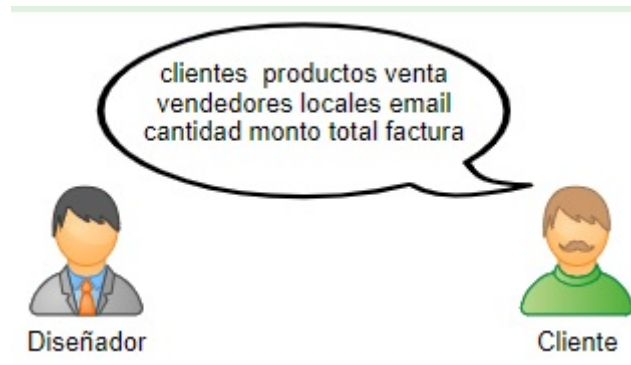 clientes productos venta
vendedores locales email
cantidad monto total factura
Diseñador
Cliente